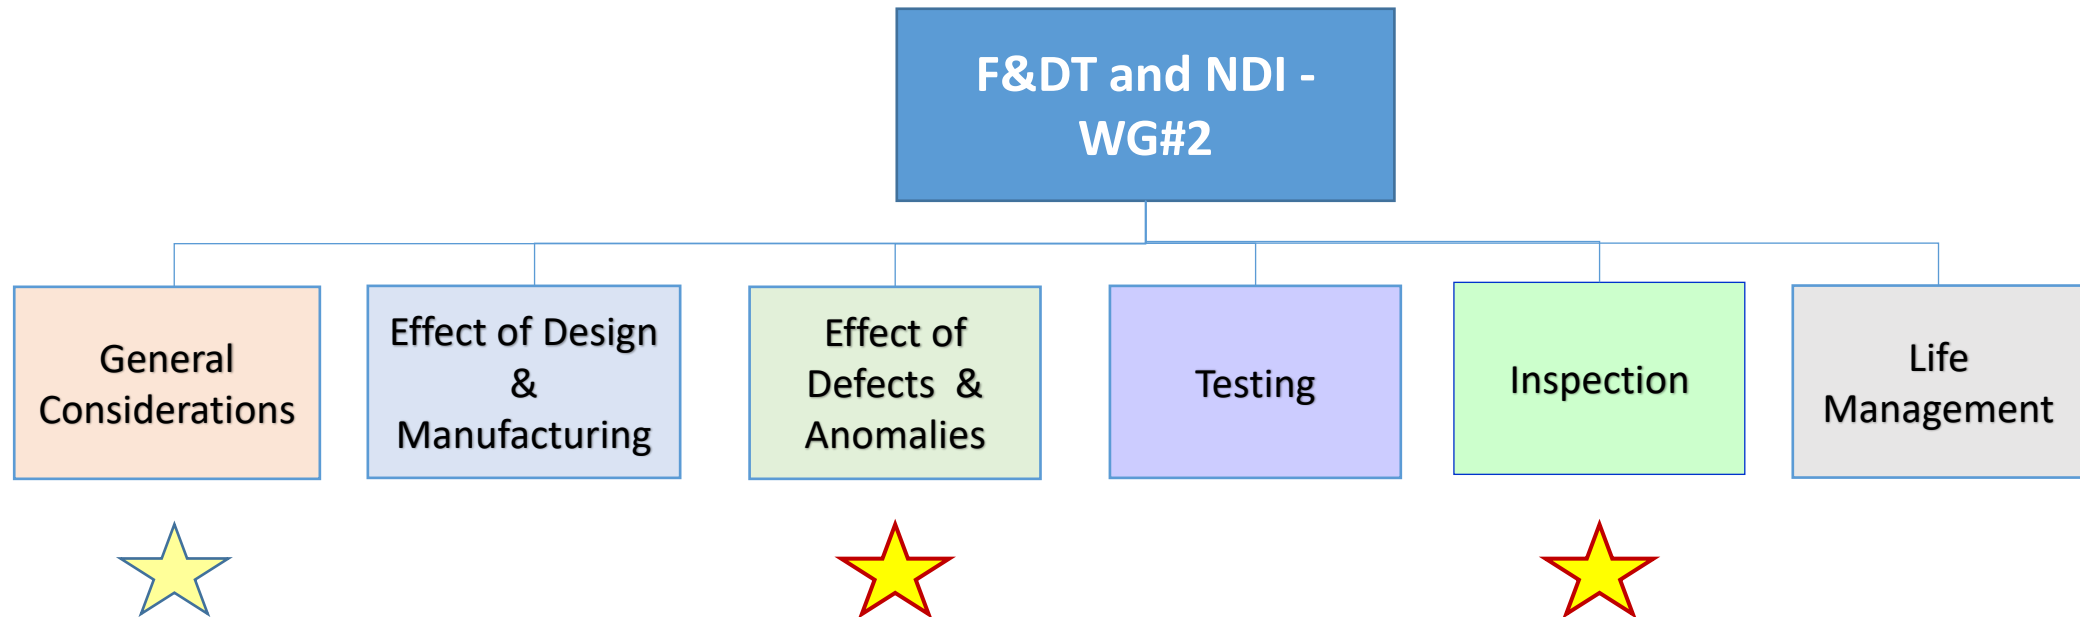 F&DT and NDI -
WG#2
General
Considerations
Effect of Design
&
Manufacturing
Effect of
Defects  &
Anomalies
Testing
Inspection
Life
Management